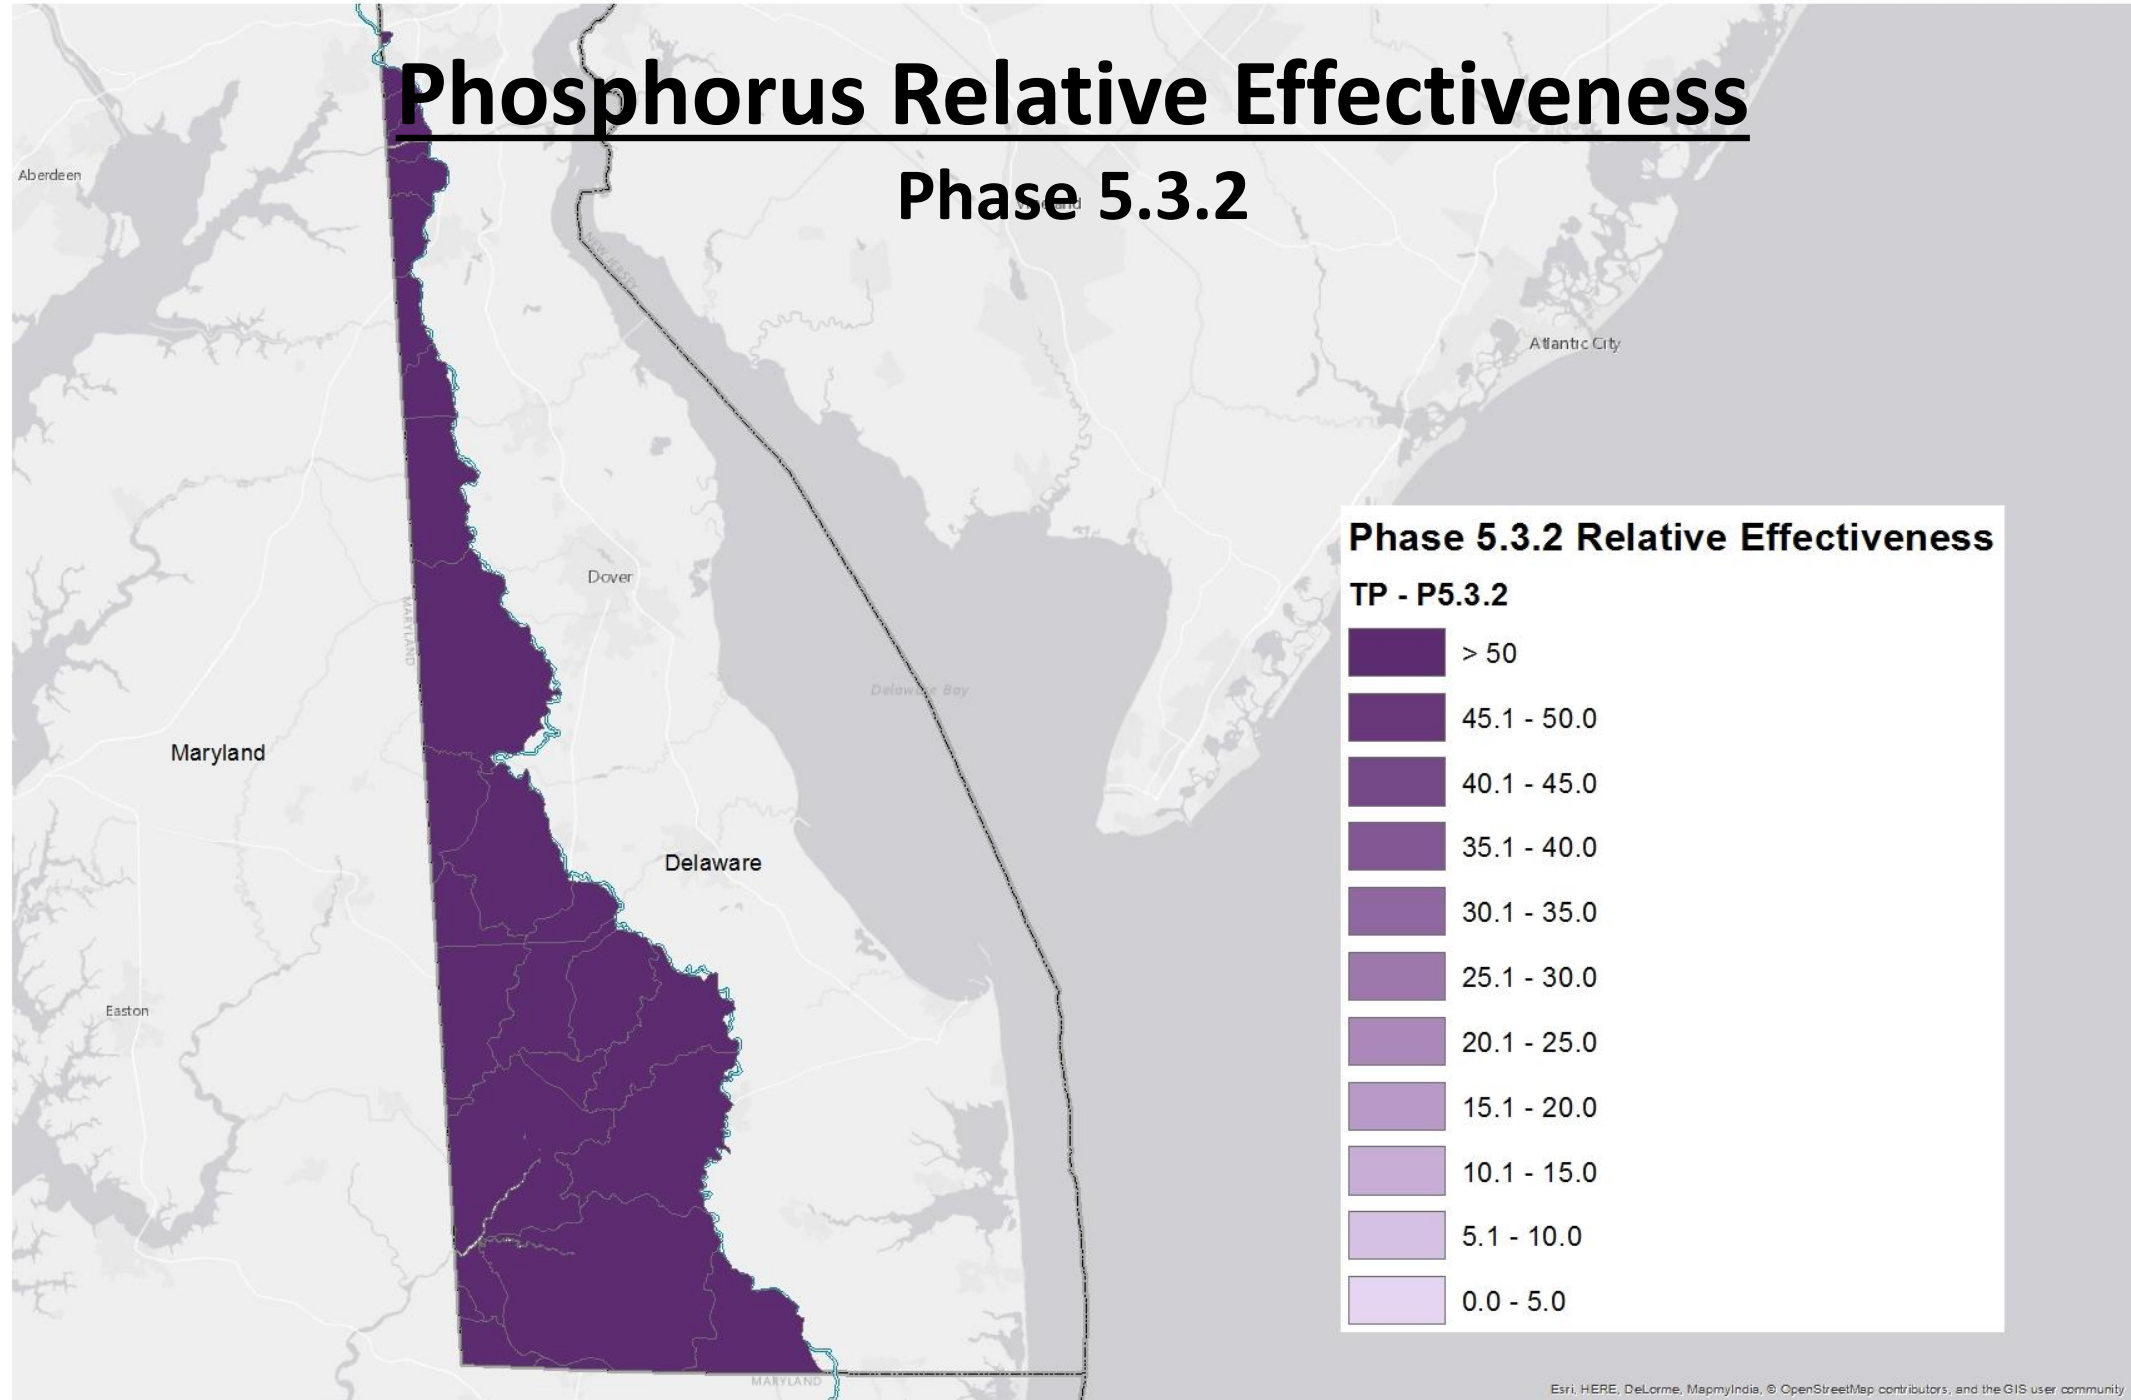 Phosphorus Relative Effectiveness
Phase 5.3.2
Aberdeen
NEW JERSEY
Atlantic City
Phase 5.3.2 Relative Effectiveness
TP - P5.3.2
> 50
45.1 - 50.0
40.1 - 45.0
35.1 - 40.0
30.1 - 35.0
25.1 - 30.0
20.1 - 25.0
15.1 - 20.0
10.1 - 15.0
5.1 - 10.0
0.0 - 5.0
Dover
MARYLAND
Delaware Bay
Maryland
Delaware
Easton
MARYLAND
Esri, HERE, DeLorme, MapmyIndia, © OpenStreetMap contributors, and the GIS user community